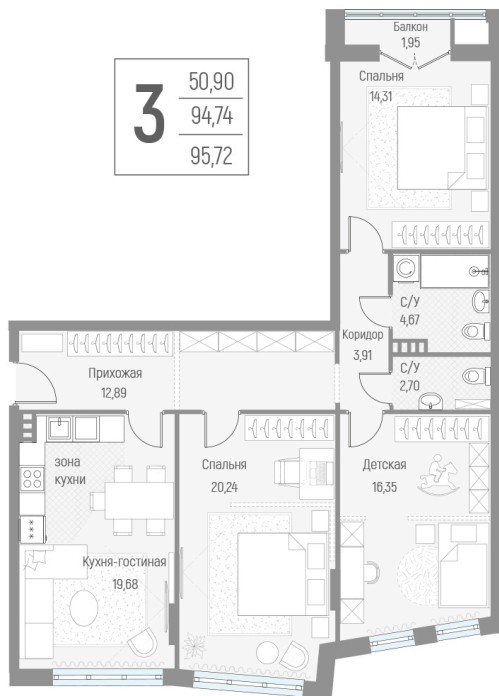 3
50,90
94,74
95,72
Балкон
1,95
Спальня
14,31
С/У
4,67
Коридор
3,91
С/У
2,70
Прихожая
12,89
зона
кухни
Спальня
20,24
Детская
16,35
Кухня-гостиная
19,68